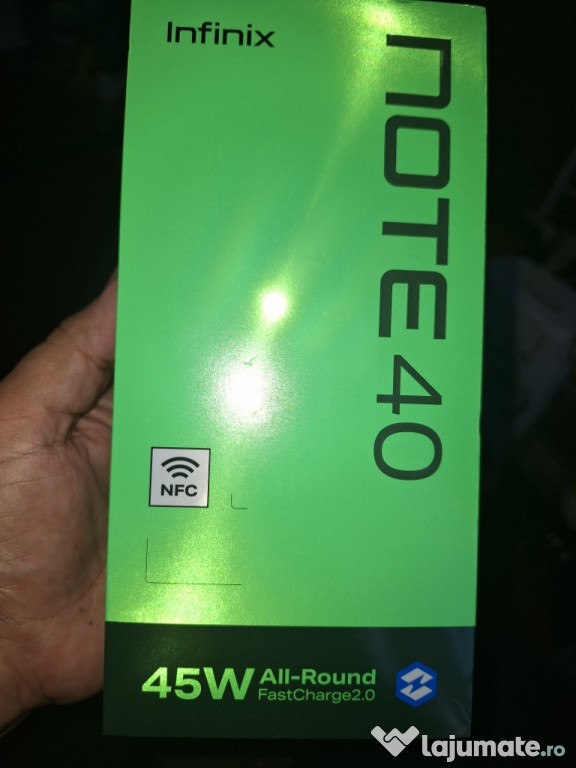 Infinix
NOTE 40
NFC
45W All-Round
FastCharge2.0
lajumate.ro